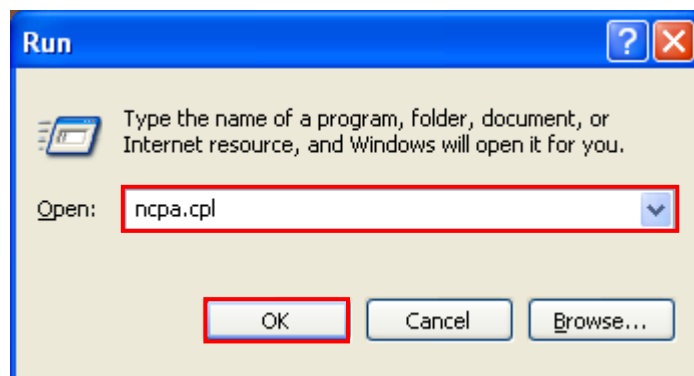 Run
Type the name of a program, folder, document, or
Internet resource, and Windows will open it for you.
Open: ncpa.cpl
OK Cancel Browse...